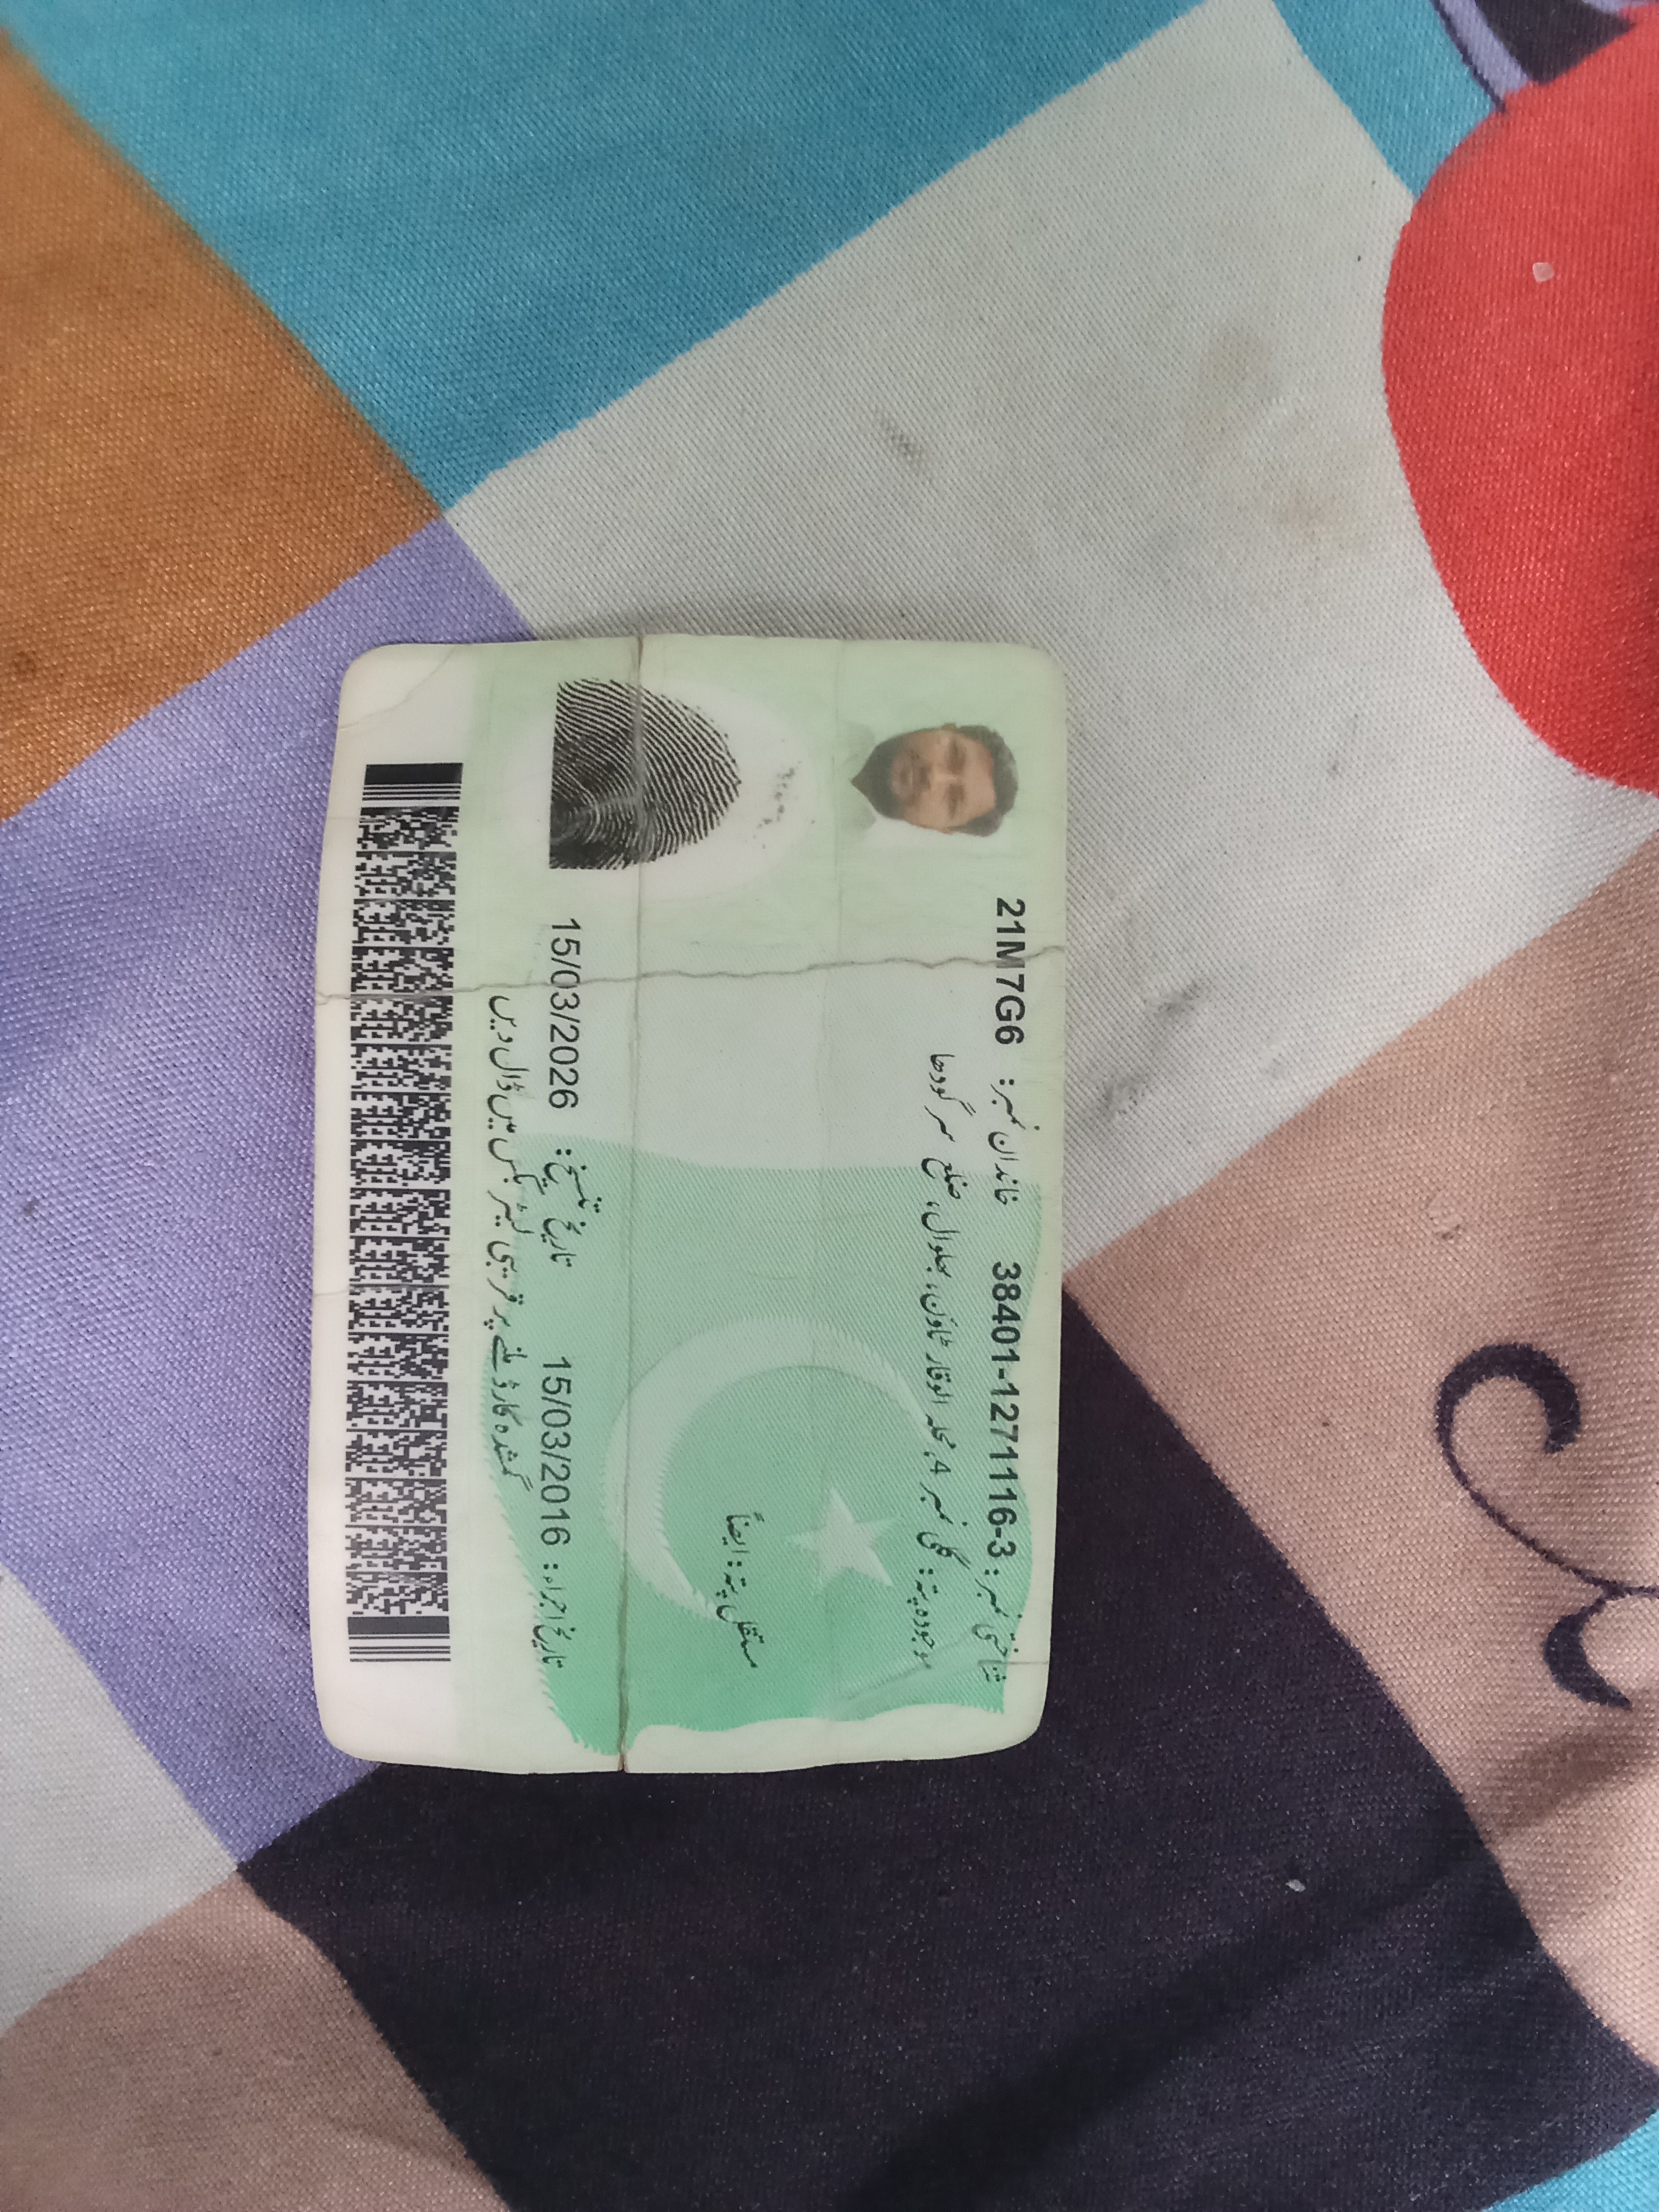 شناختی نمبر: 38401-1271116-3 خاندان نمبر: 21M7G6
موجودہ پتہ: گلی نمبر 4، محلہ الوقار ٹاؤن، بھلوال، ضلع سرگودھا
مستقل پتہ: ایضاً
تاریخ اجراء: 15/03/2016 تاریخ تنسیخ: 15/03/2026
گمشدہ کارڈ ملنے پر قریبی لیٹر بکس میں ڈال دیں